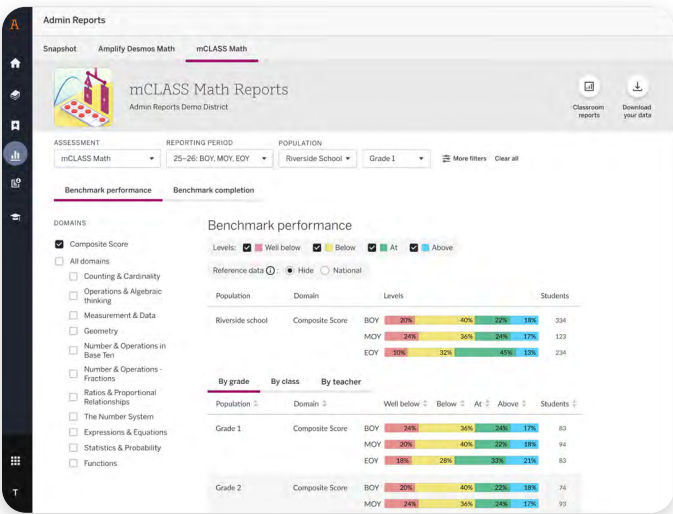 A
Admin Reports
Snapshot Amplify Desmos Math mCLASS Math
mCLASS Math Reports
Admin Reports Demo District
Classroom reports
Download your data
ASSESSMENT REPORTING PERIOD POPULATION
mCLASS Math 25–26: BOY, MOY, EOY Riverside School Grade 1 More filters Clear all
Benchmark performance Benchmark completion
DOMAINS
Composite Score
All domains
Counting & Cardinality
Operations & Algebraic
thinking
Measurement & Data
Geometry
Number & Operations in
Base Ten
Number & Operations -
Fractions
Ratios & Proportional
Relationships
The Number System
Expressions & Equations
Statistics & Probability
Functions
Benchmark performance
Levels: Well below Below At Above
Reference data : Hide National
Population Domain Levels Students
Riverside school Composite Score BOY 20% 40% 22% 18% 334
MOY 24% 36% 24% 17% 123
EOY 10% 32% 45% 13% 234
By grade By class By teacher
Population Domain Well below Below At Above Students
Grade 1 Composite Score BOY 24% 36% 24% 17% 83
MOY 20% 40% 22% 18% 94
EOY 18% 28% 33% 21% 83
Grade 2 Composite Score BOY 20% 40% 22% 18% 74
MOY 24% 36% 24% 17% 93
T